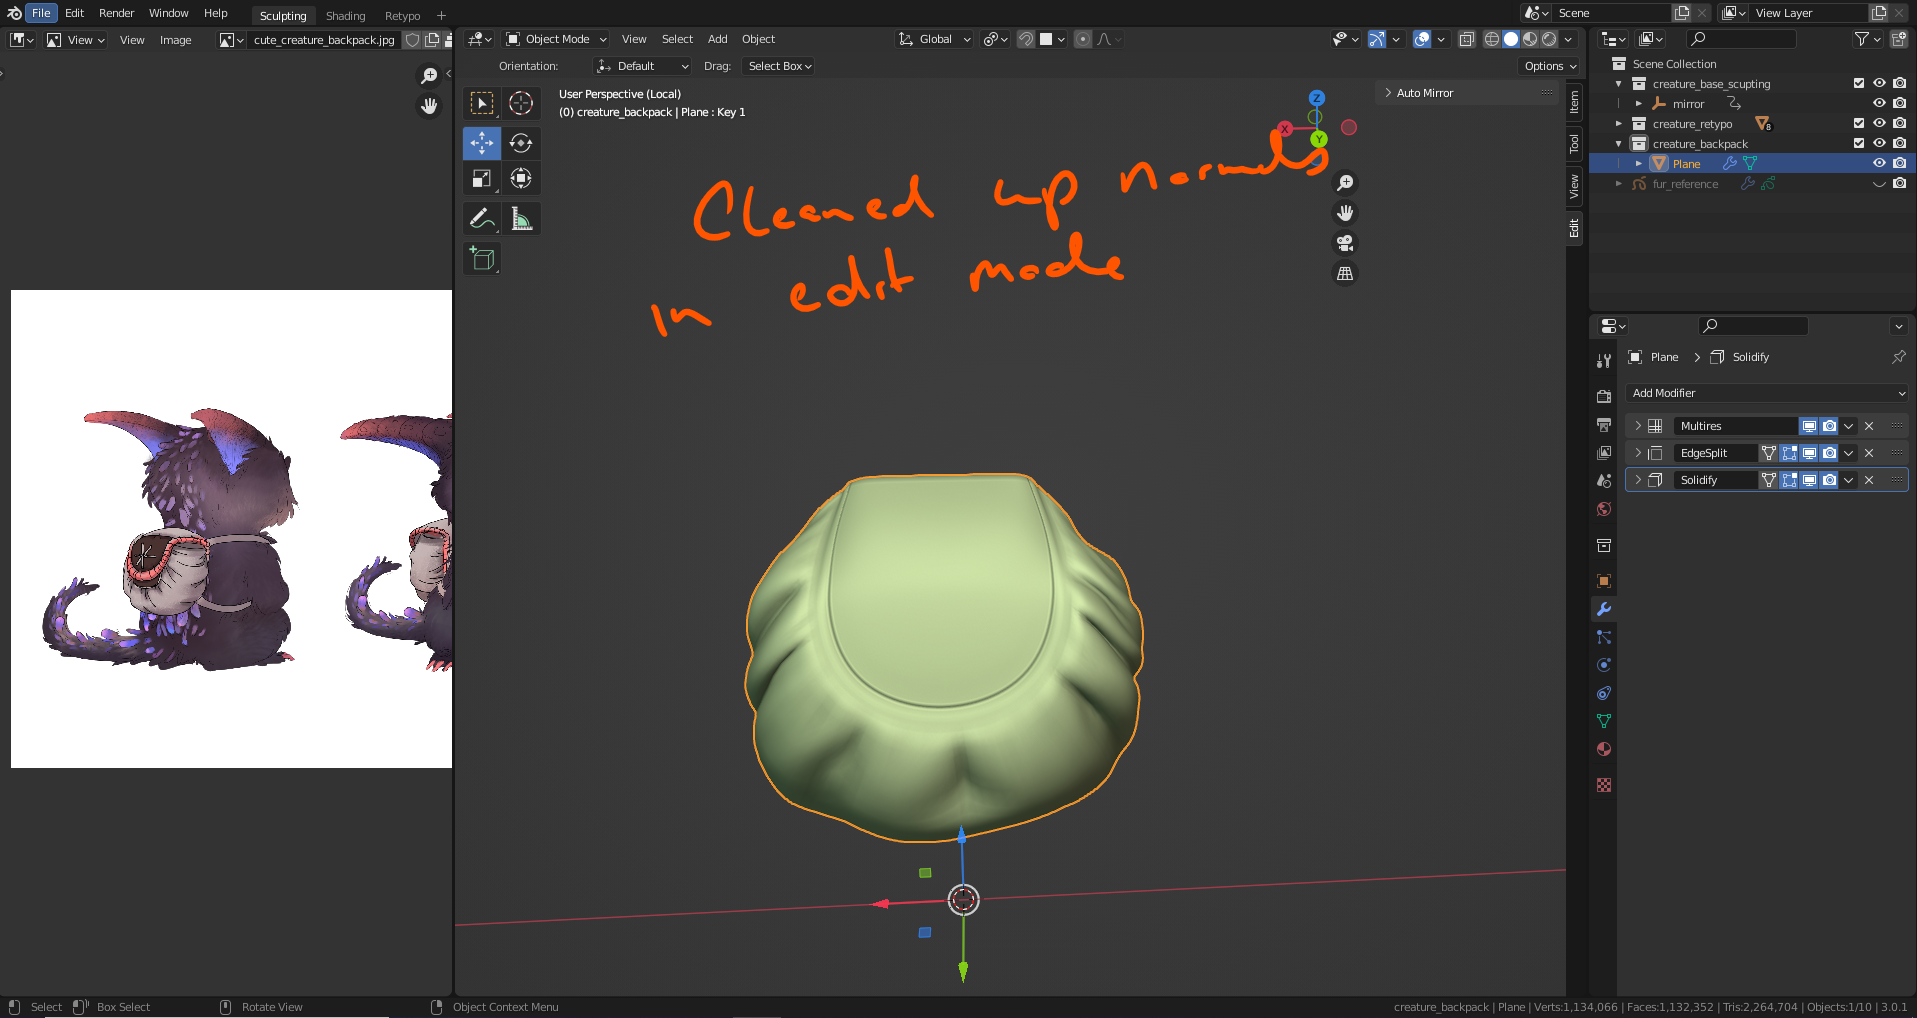 File Edit Render Window Help Sculpting Shading Retypo + Scene View Layer
View View Image cute_creature_backpack.jpg Object Mode View Select Add Object Global
Orientation: Default Drag: Select Box Options
User Perspective (Local)
(0) creature_backpack | Plane : Key 1
Auto Mirror
Z
X
Y
Item
Tool
View
Edit
Cleaned up normals
in edit mode
Scene Collection
creature_base_scupting
mirror
creature_retypo 8
creature_backpack
Plane
fur_reference
Plane > Solidify
Add Modifier
Multires
EdgeSplit
Solidify
Select Box Select Rotate View Object Context Menu creature_backpack | Plane | Verts:1,134,066 | Faces:1,132,352 | Tris:2,264,704 | Objects:1/10 | 3.0.1